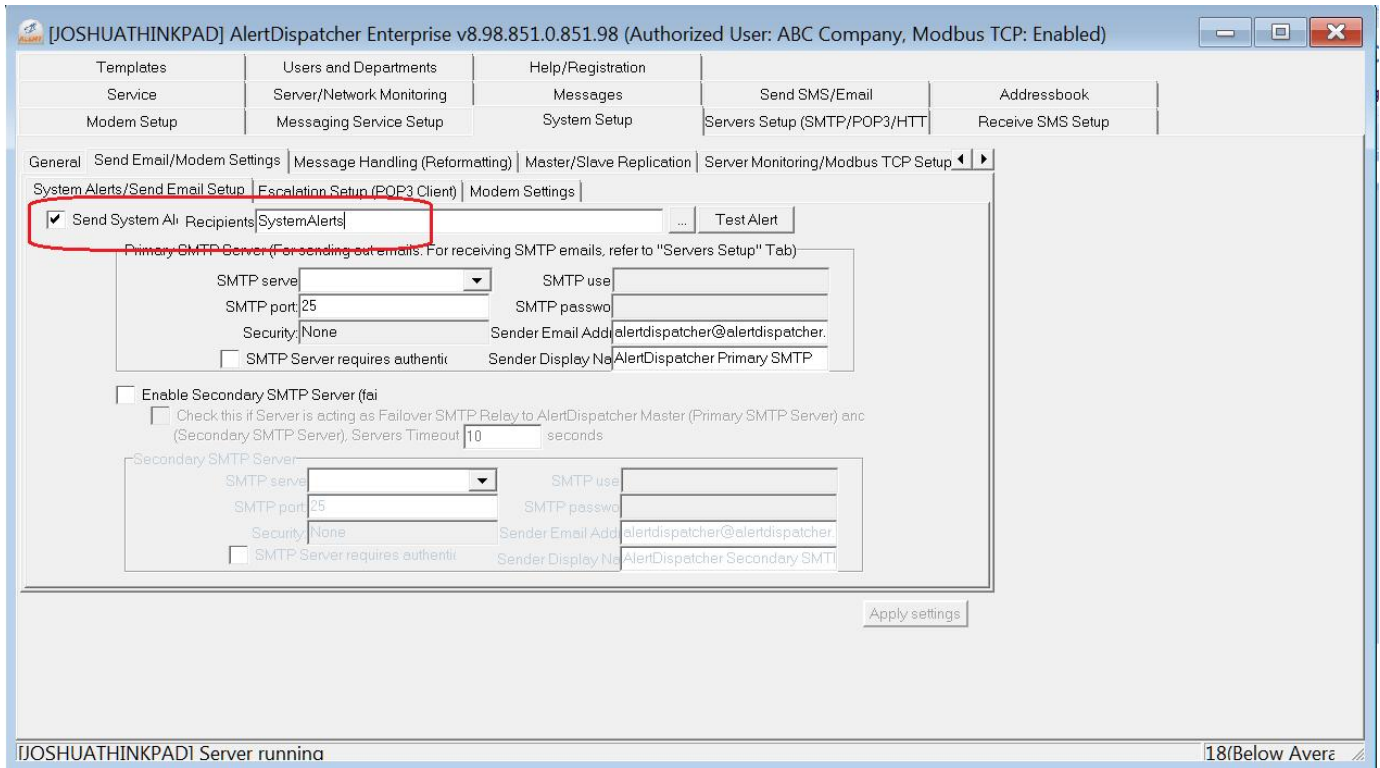 [JOSHUATHINKPAD] AlertDispatcher Enterprise v8.98.851.0.851.98 (Authorized User: ABC Company, Modbus TCP: Enabled)
Templates Users and Departments Help/Registration
Service Server/Network Monitoring Messages Send SMS/Email Addressbook
Modem Setup Messaging Service Setup System Setup Servers Setup (SMTP/POP3/HTT Receive SMS Setup
General Send Email/Modem Settings Message Handling (Reformatting) Master/Slave Replication Server Monitoring/Modbus TCP Setup
System Alerts/Send Email Setup Escalation Setup (POP3 Client) Modem Settings
Send System Al Recipients SystemAlerts ... Test Alert
Primary SMTP Server (For sending out emails. For receiving SMTP emails, refer to "Servers Setup" Tab)
SMTP serve SMTP use
SMTP port: 25 SMTP passwo
Security: None Sender Email Add alertdispatcher@alertdispatcher.
SMTP Server requires authentic Sender Display Na AlertDispatcher Primary SMTP
Enable Secondary SMTP Server (fai
Check this if Server is acting as Failover SMTP Relay to AlertDispatcher Master (Primary SMTP Server) anc
(Secondary SMTP Server), Servers Timeout 10 seconds
Secondary SMTP Server
SMTP serve SMTP use
SMTP port 25 SMTP passwo
Security: None Sender Email Add alertdispatcher@alertdispatcher.
SMTP Server requires authenti Sender Display Na AlertDispatcher Secondary SMT
Apply settings
[JOSHUATHINKPAD] Server running 18(Below Avera